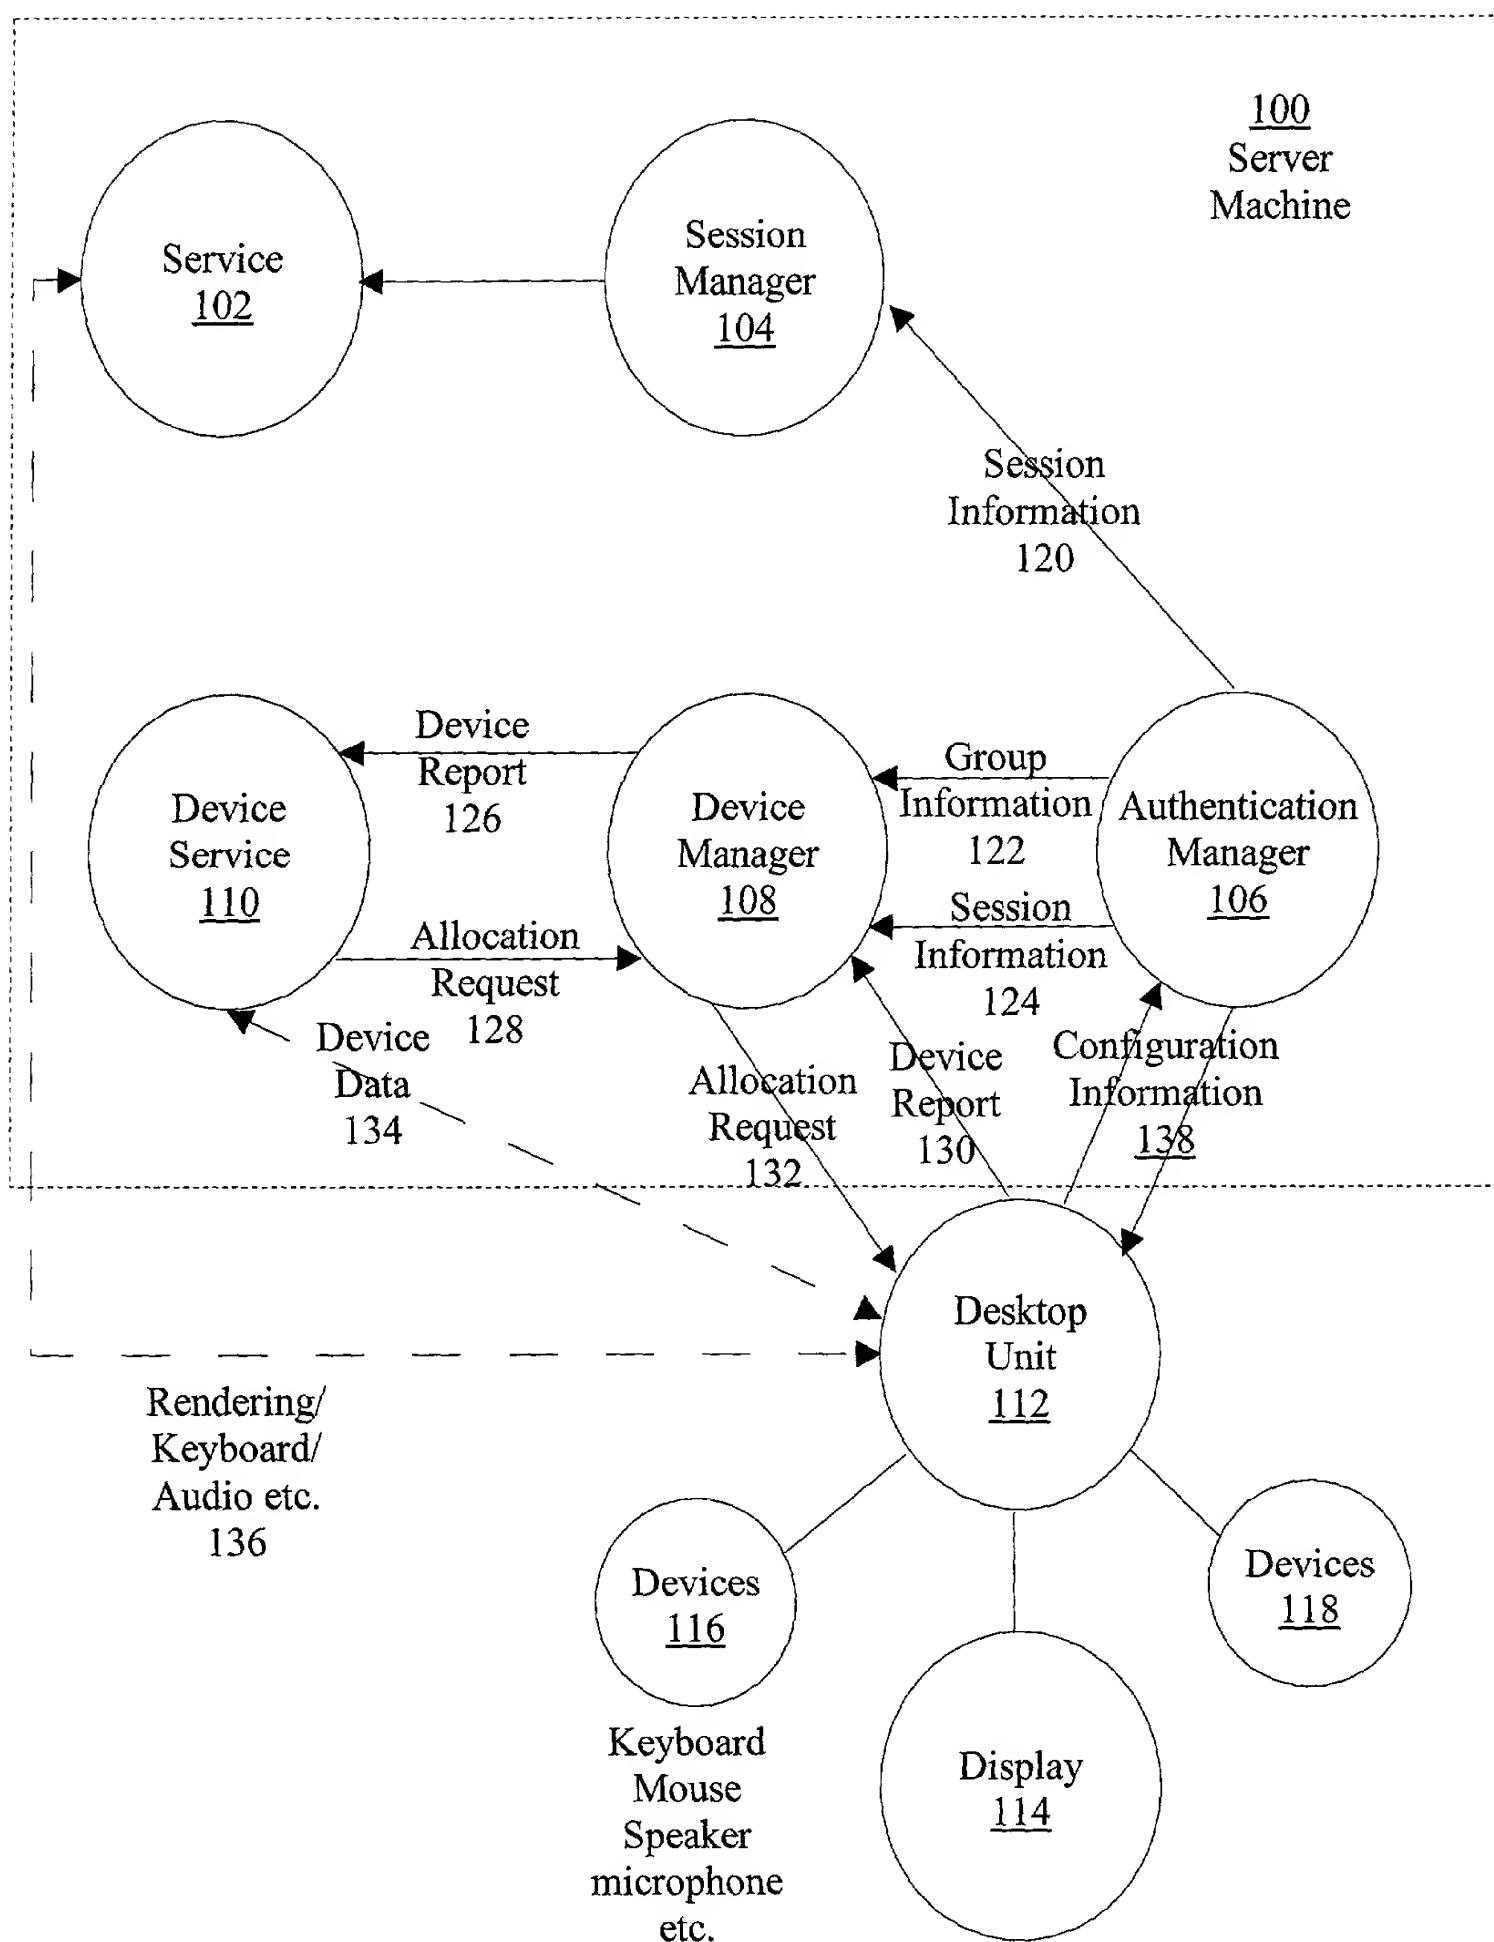 100
Server
Machine
Service
102
Session
Manager
104
Session
Information
120
Device
Report
126
Group
Information
122
Device
Service
110
Device
Manager
108
Authentication
Manager
106
Session
Information
124
Allocation
Request
128
Device
Data
134
Allocation
Request
132
Device
Report
130
Configuration
Information
138
Desktop
Unit
112
Rendering/
Keyboard/
Audio etc.
136
Devices
116
Devices
118
Keyboard
Mouse
Speaker
microphone
etc.
Display
114